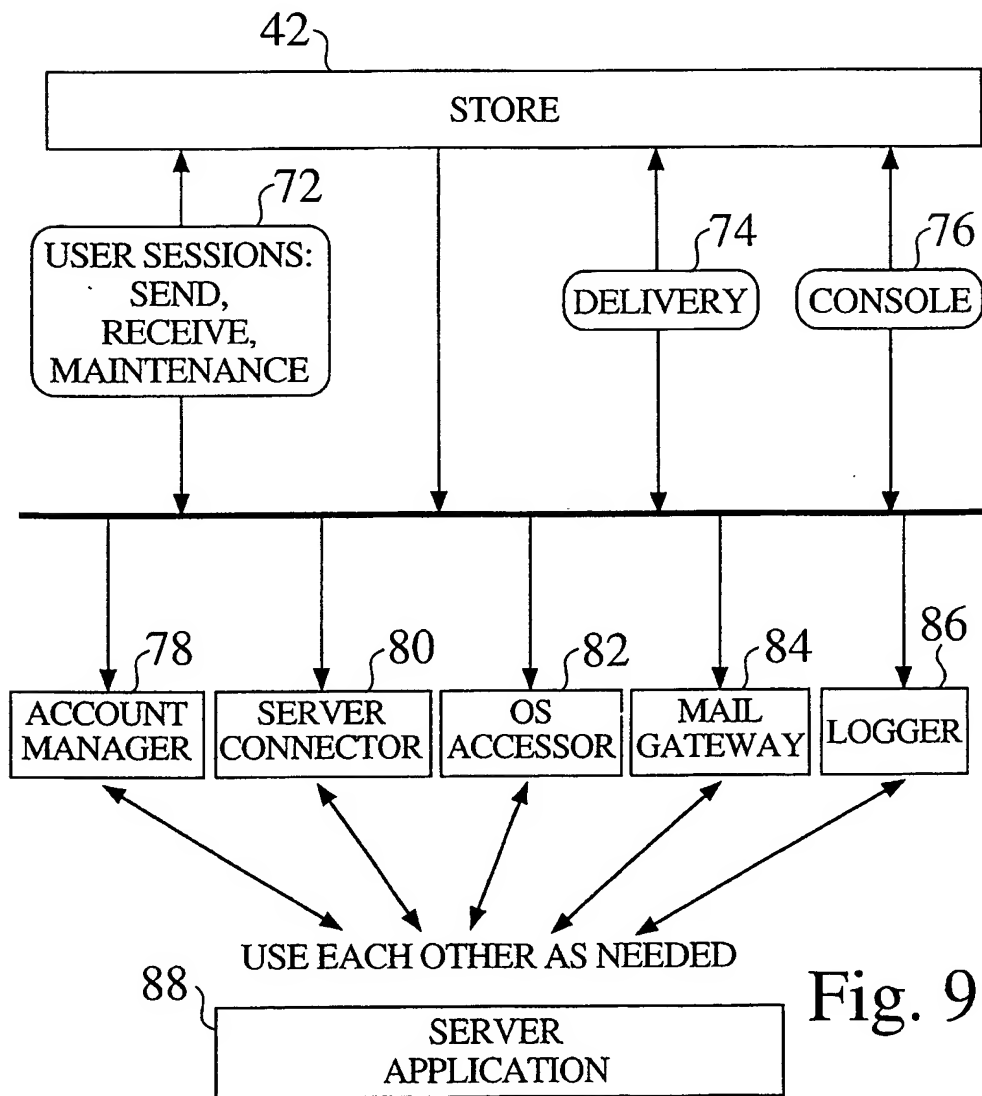 42
STORE
72
USER SESSIONS:
SEND,
RECEIVE,
MAINTENANCE
74
DELIVERY
76
CONSOLE
78
ACCOUNT
MANAGER
80
SERVER
CONNECTOR
82
OS
ACCESSOR
84
MAIL
GATEWAY
86
LOGGER
USE EACH OTHER AS NEEDED
88
SERVER
APPLICATION
Fig. 9